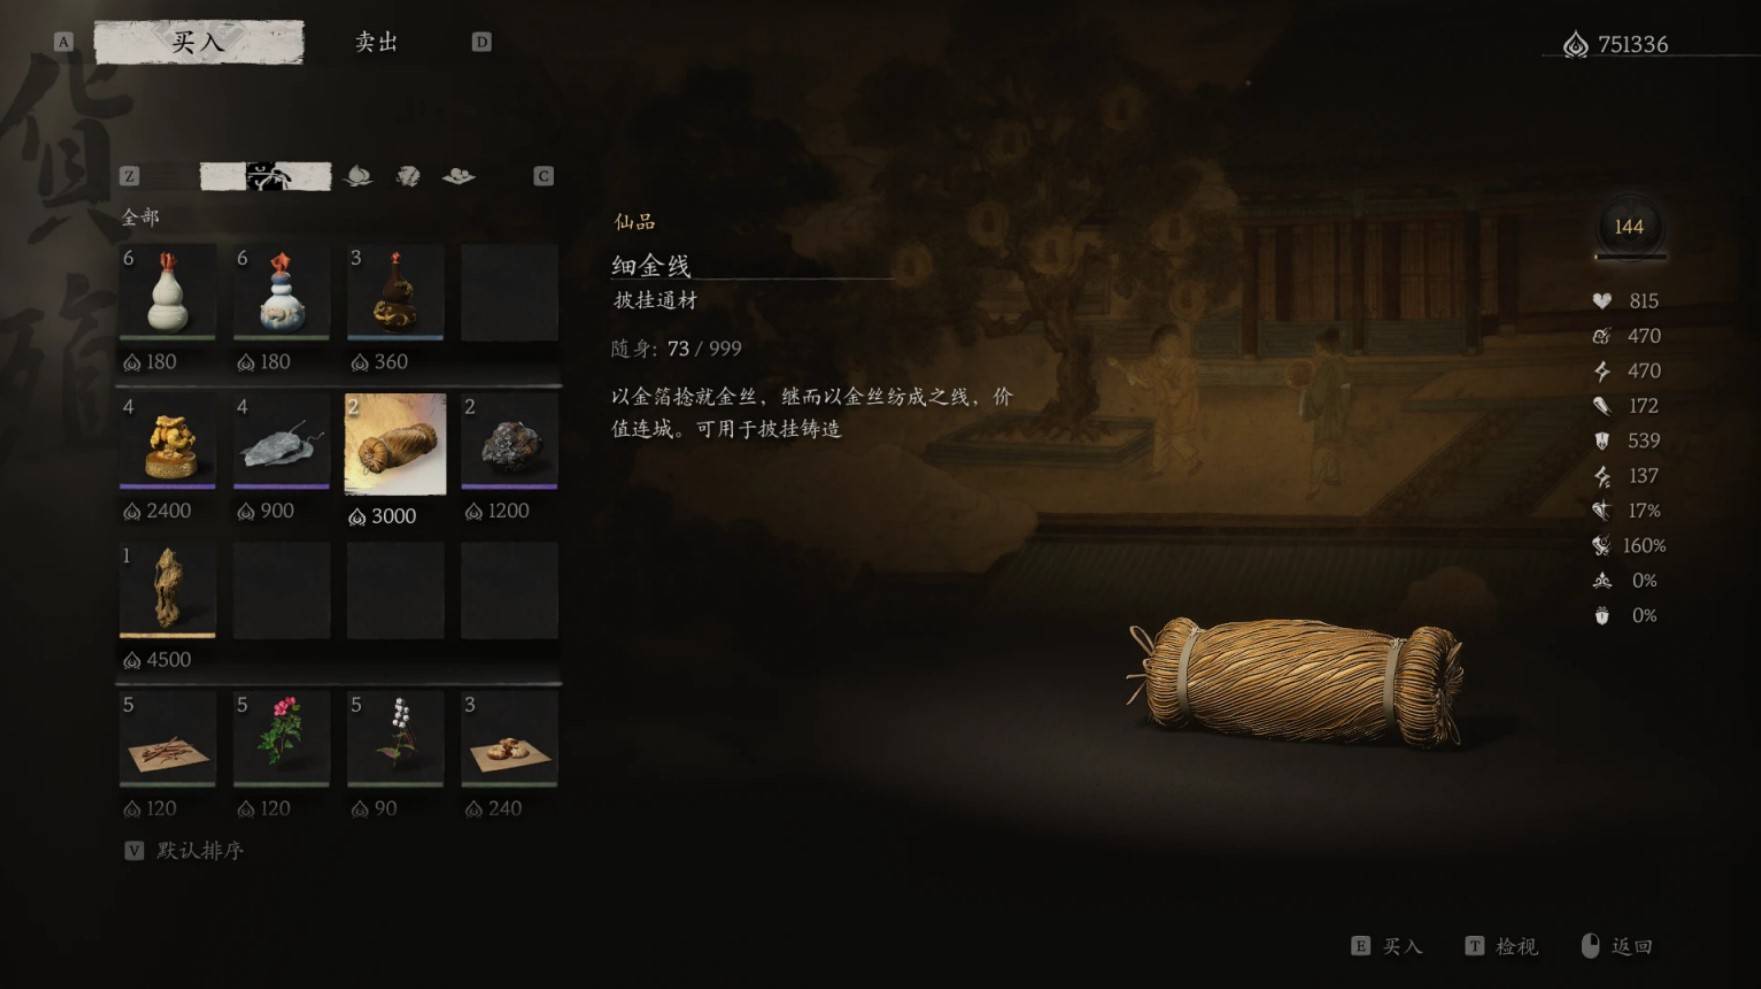 A 买入 卖出 D
751336
貨
殖
Z C
全部
6 6 3
180 180 360
4 4 2 2
2400 900 3000 1200
1
4500
5 5 5 3
120 120 90 240
V 默认排序
仙品
细金线
披挂通材
随身: 73 / 999
以金箔捻就金丝，继而以金丝纺成之线，价
值连城。可用于披挂铸造
144
815
470
470
172
539
137
17%
160%
0%
0%
E 买入 T 检视 返回